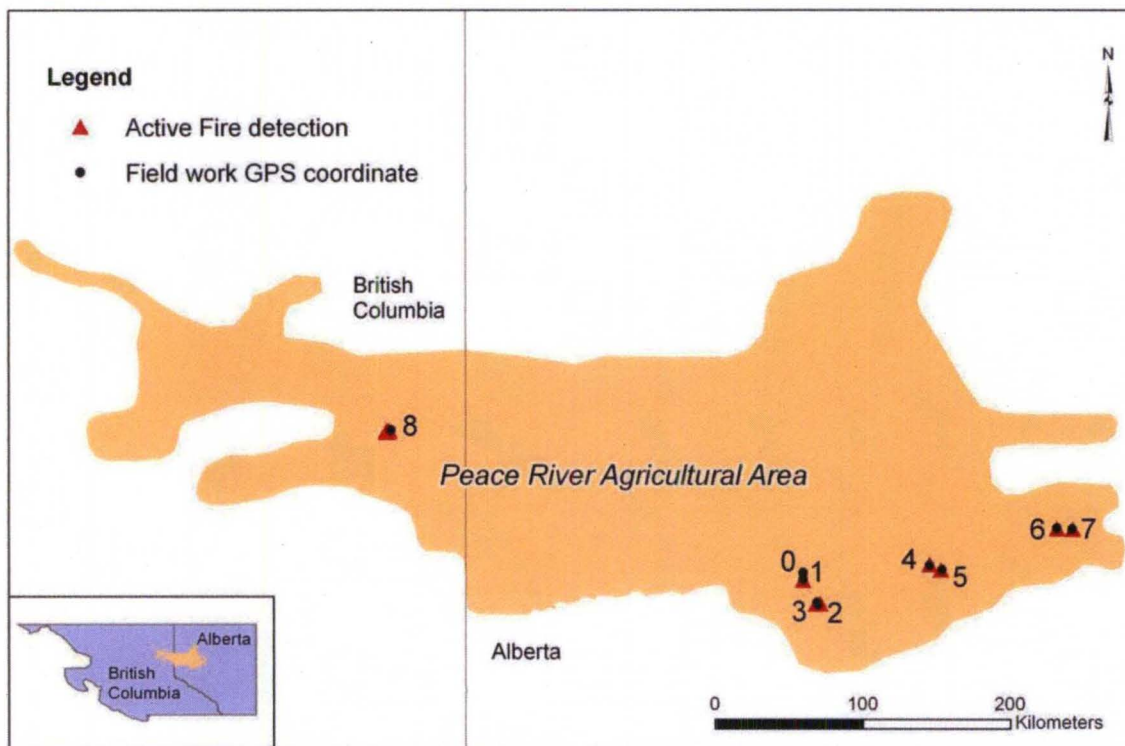 Legend
Active Fire detection
Field work GPS coordinate
N
British
Columbia
8
Peace River Agricultural Area
6 7
4 5
0 1
3 2
Alberta
Alberta
British
Columbia
0 100 200
Kilometers